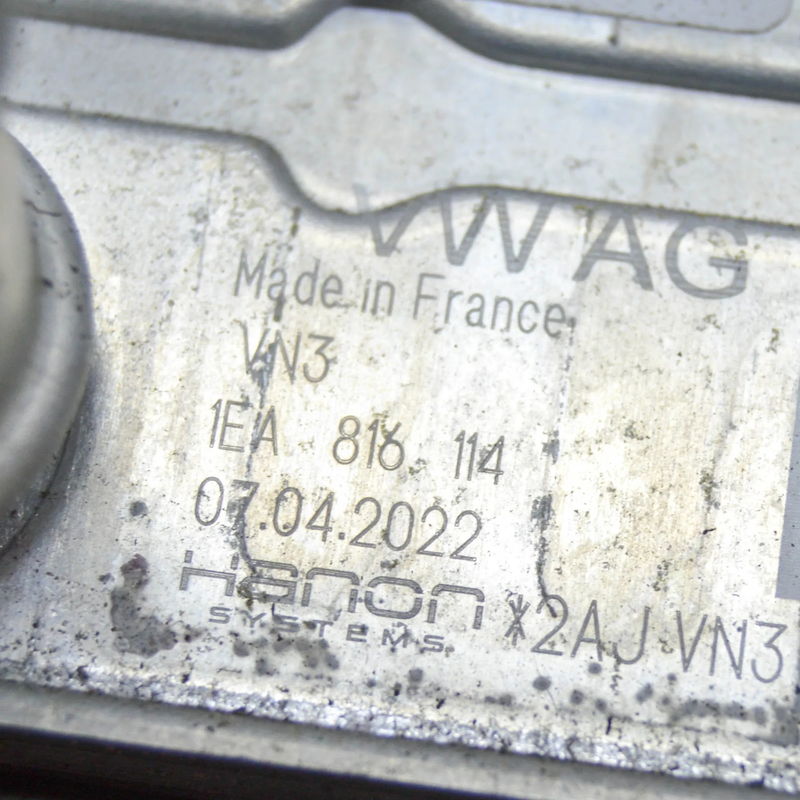 VW AG
Made in France
VN3
1EA 816 114
07.04.2022
Hanon
SYSTEMS
*2AJ VN3